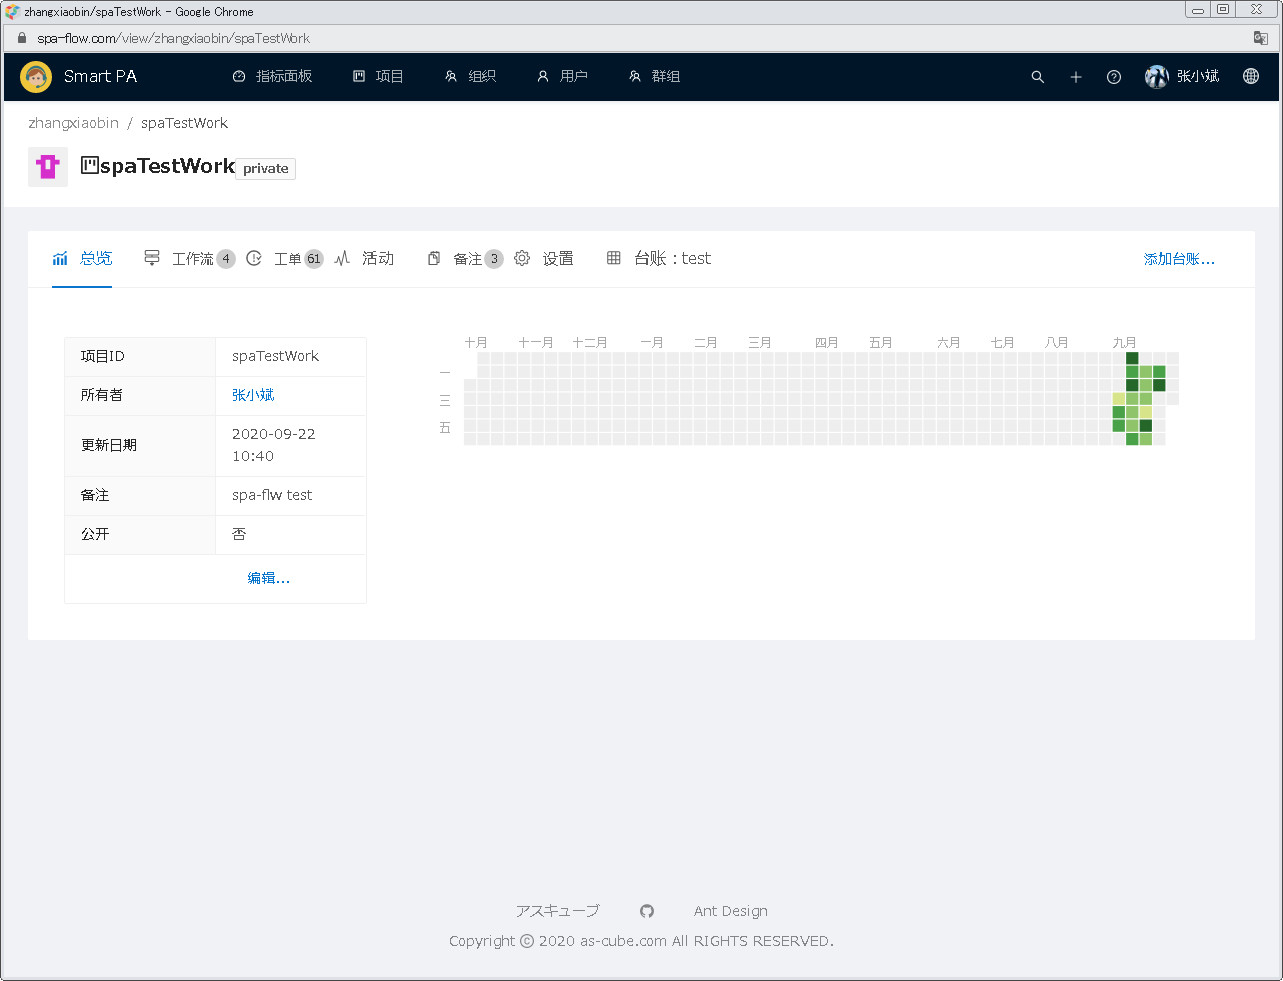 zhangxiaobin/spaTestWork - Google Chrome
spa-flow.com/view/zhangxiaobin/spaTestWork
Smart PA 指标面板 项目 组织 用户 群组 张小斌
zhangxiaobin / spaTestWork
spaTestWork private
总览 工作流 4 工单 61 活动 备注 3 设置 台账：test 添加台账...
十月 十一月 十二月 一月 二月 三月 四月 五月 六月 七月 八月 九月
一
三
五
项目ID spaTestWork
所有者 张小斌
更新日期 2020-09-22
10:40
备注 spa-flw test
公开 否
编辑...
アスキューブ Ant Design
Copyright © 2020 as-cube.com All RIGHTS RESERVED.